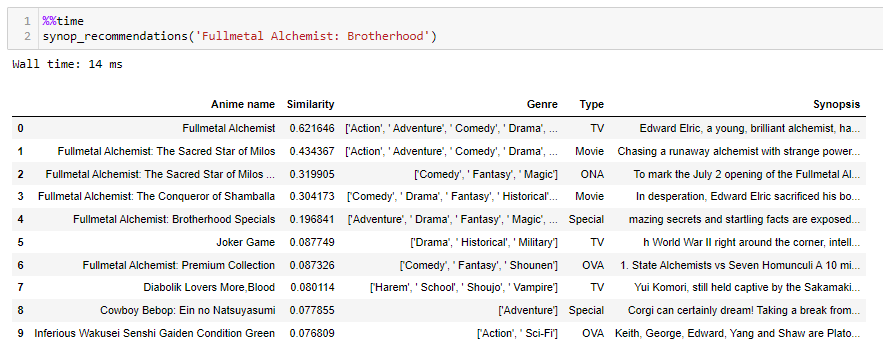 1 %%time
2 synop_recommendations('Fullmetal Alchemist: Brotherhood')
Wall time: 14 ms
Anime name Similarity Genre Type Synopsis
0 Fullmetal Alchemist 0.621646 ['Action', ' Adventure', ' Comedy', ' Drama', ... TV Edward Elric, a young, brilliant alchemist, ha...
1 Fullmetal Alchemist: The Sacred Star of Milos 0.434367 ['Action', ' Adventure', ' Comedy', ' Drama', ... Movie Chasing a runaway alchemist with strange power...
2 Fullmetal Alchemist: The Sacred Star of Milos ... 0.319905 ['Comedy', ' Fantasy', ' Magic'] ONA To mark the July 2 opening of the Fullmetal Al...
3 Fullmetal Alchemist: The Conqueror of Shamballa 0.304173 ['Comedy', ' Drama', ' Fantasy', ' Historical'... Movie In desperation, Edward Elric sacrificed his bo...
4 Fullmetal Alchemist: Brotherhood Specials 0.196841 ['Adventure', ' Drama', ' Fantasy', ' Magic', ... Special mazing secrets and startling facts are exposed...
5 Joker Game 0.087749 ['Drama', ' Historical', ' Military'] TV h World War II right around the corner, intell...
6 Fullmetal Alchemist: Premium Collection 0.087326 ['Comedy', ' Fantasy', ' Shounen'] OVA 1. State Alchemists vs Seven Homunculi A 10 mi...
7 Diabolik Lovers More,Blood 0.080114 ['Harem', ' School', ' Shoujo', ' Vampire'] TV Yui Komori, still held captive by the Sakamaki...
8 Cowboy Bebop: Ein no Natsuyasumi 0.077855 ['Adventure'] Special Corgi can certainly dream! Taking a break from...
9 Inferious Wakusei Senshi Gaiden Condition Green 0.076809 ['Action', ' Sci-Fi'] OVA Keith, George, Edward, Yang and Shaw are Plato...